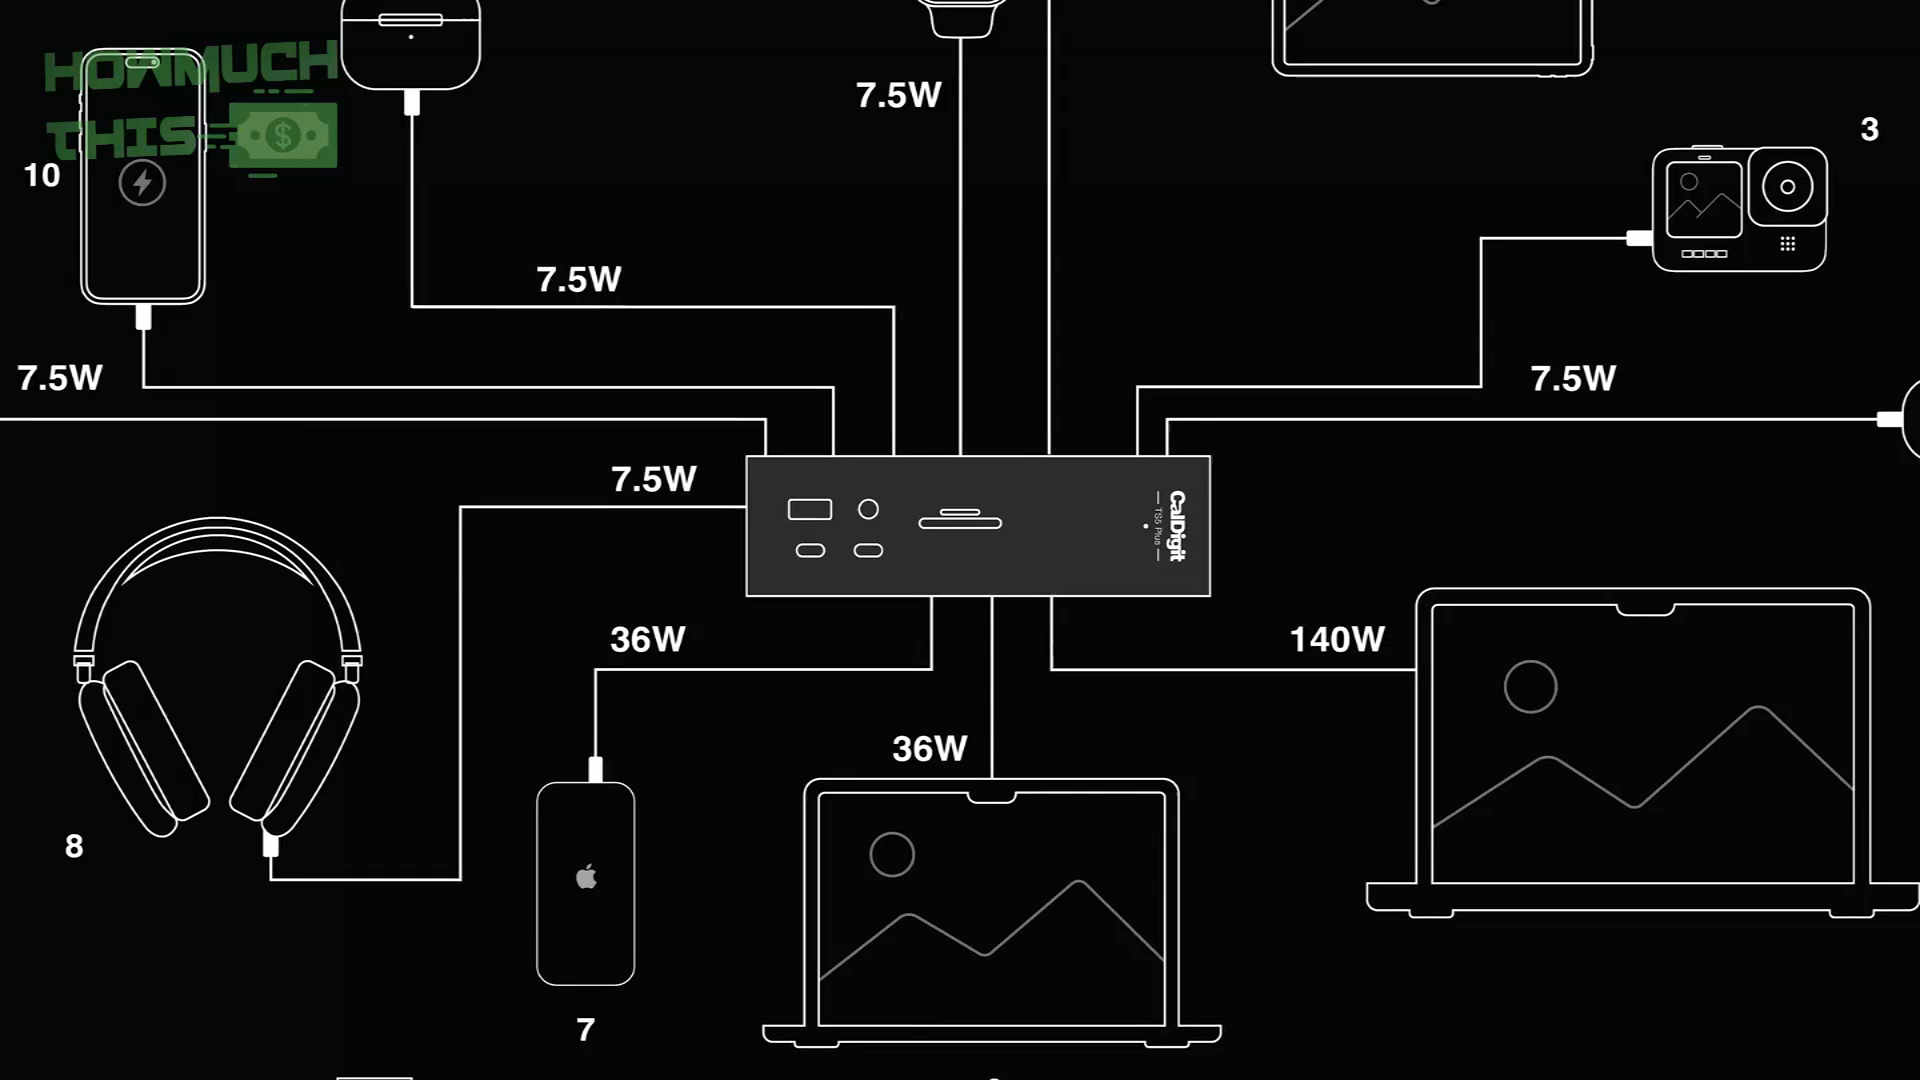 HOWMUCH
THIS
$
7.5W
3
10
7.5W
7.5W
7.5W
7.5W
CalDigit
TS5 Plus
36W
140W
36W
8
7